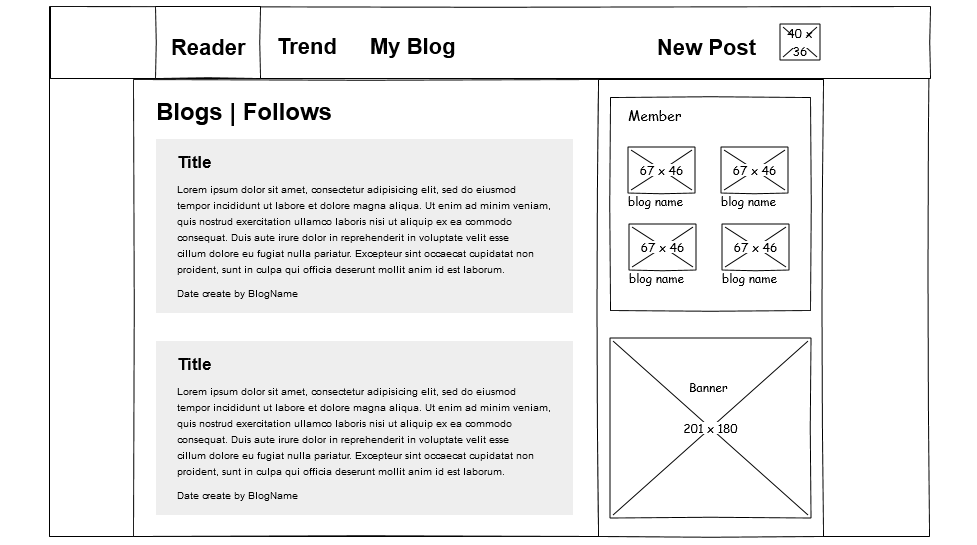 Reader Trend My Blog New Post 40 x 36
Blogs | Follows
Title
Lorem ipsum dolor sit amet, consectetur adipisicing elit, sed do eiusmod
tempor incididunt ut labore et dolore magna aliqua. Ut enim ad minim veniam,
quis nostrud exercitation ullamco laboris nisi ut aliquip ex ea commodo
consequat. Duis aute irure dolor in reprehenderit in voluptate velit esse
cillum dolore eu fugiat nulla pariatur. Excepteur sint occaecat cupidatat non
proident, sunt in culpa qui officia deserunt mollit anim id est laborum.
Date create by BlogName
Title
Lorem ipsum dolor sit amet, consectetur adipisicing elit, sed do eiusmod
tempor incididunt ut labore et dolore magna aliqua. Ut enim ad minim veniam,
quis nostrud exercitation ullamco laboris nisi ut aliquip ex ea commodo
consequat. Duis aute irure dolor in reprehenderit in voluptate velit esse
cillum dolore eu fugiat nulla pariatur. Excepteur sint occaecat cupidatat non
proident, sunt in culpa qui officia deserunt mollit anim id est laborum.
Date create by BlogName
Member
67 x 46 67 x 46
blog name blog name
67 x 46 67 x 46
blog name blog name
Banner
201 x 180